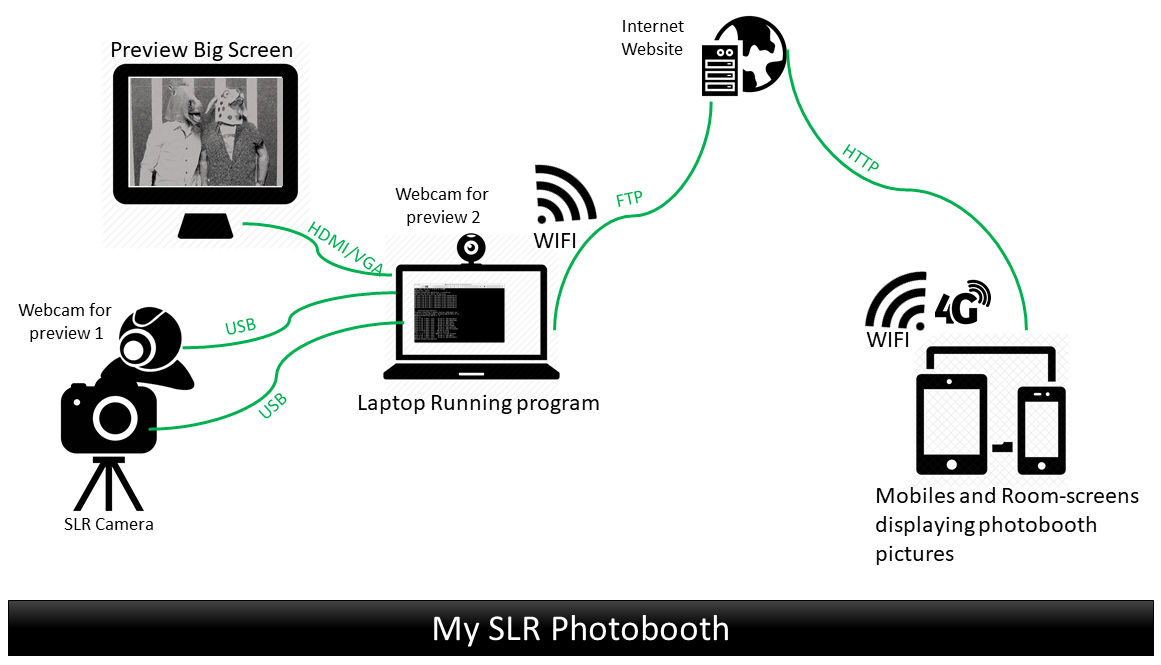 Preview Big Screen
Internet
Website
HTTP
Webcam for
preview 2
FTP
WIFI
HDMI/VGA
Webcam for
preview 1
USB
USB
4G
WIFI
Laptop Running program
SLR Camera
Mobiles and Room-screens
displaying photobooth
pictures
My SLR Photobooth